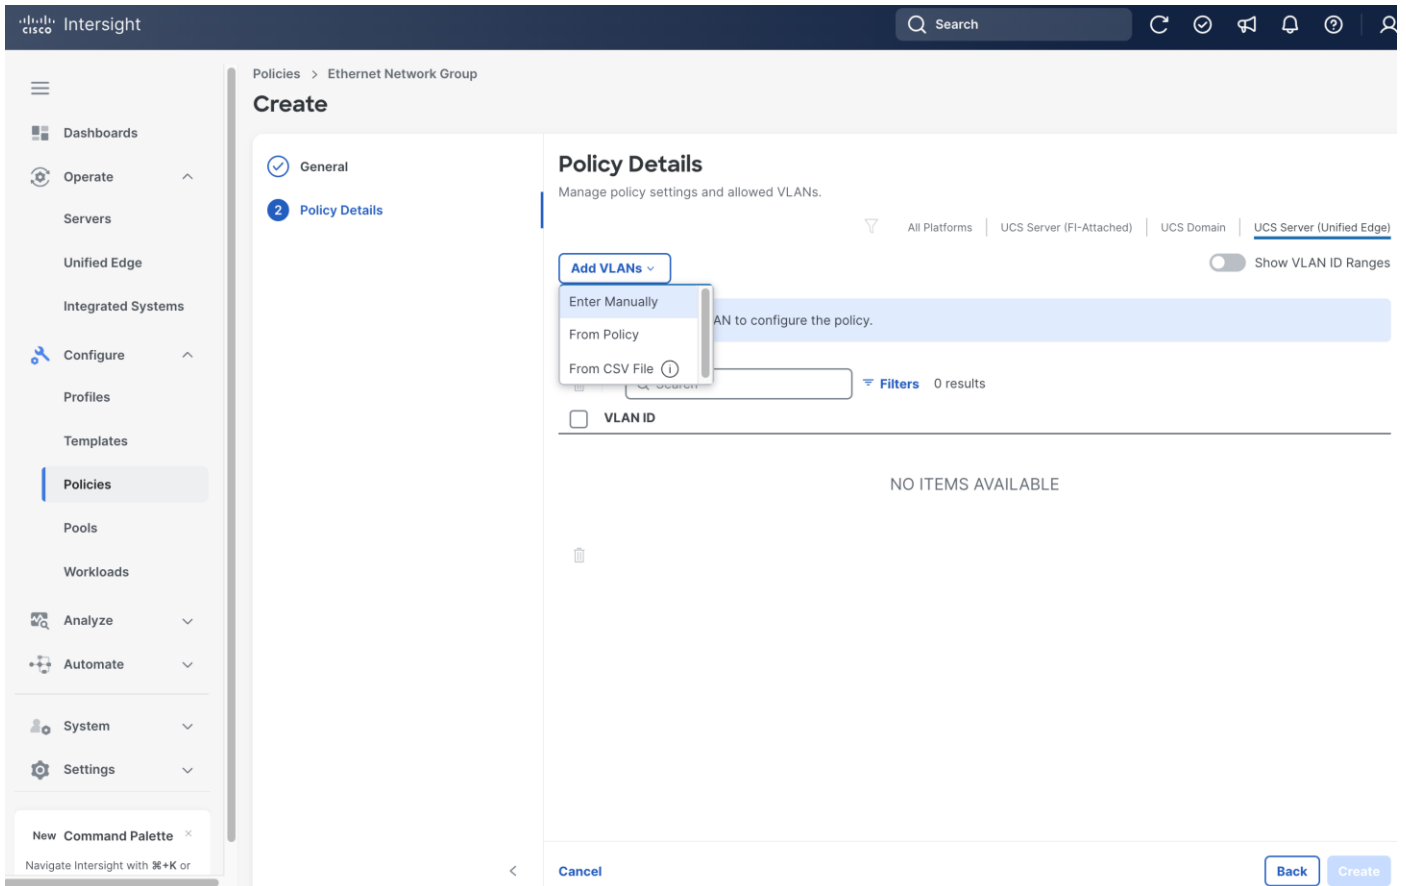 cisco Intersight
Search
Policies > Ethernet Network Group
Create
Dashboards
Operate
Servers
Unified Edge
Integrated Systems
Configure
Profiles
Templates
Policies
Pools
Workloads
Analyze
Automate
System
Settings
New Command Palette ×
Navigate Intersight with ⌘+K or
General
2 Policy Details
Policy Details
Manage policy settings and allowed VLANs.
All Platforms UCS Server (FI-Attached) UCS Domain UCS Server (Unified Edge)
Add VLANs
Show VLAN ID Ranges
Enter Manually
AN to configure the policy.
From Policy
From CSV File
Search
Filters 0 results
VLAN ID
NO ITEMS AVAILABLE
Cancel
Back
Create